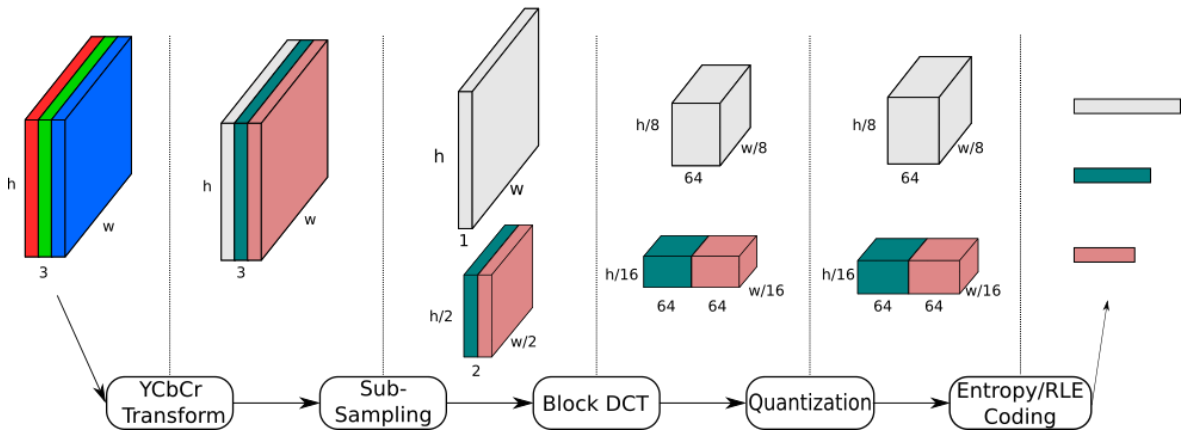 h
w
3
h
w
3
h
w
1
h/2
w/2
2
h/8
w/8
64
h/16
w/16
64 64
h/8
w/8
64
h/16
w/16
64 64
YCbCr
Transform
Sub-
Sampling
Block DCT
Quantization
Entropy/RLE
Coding